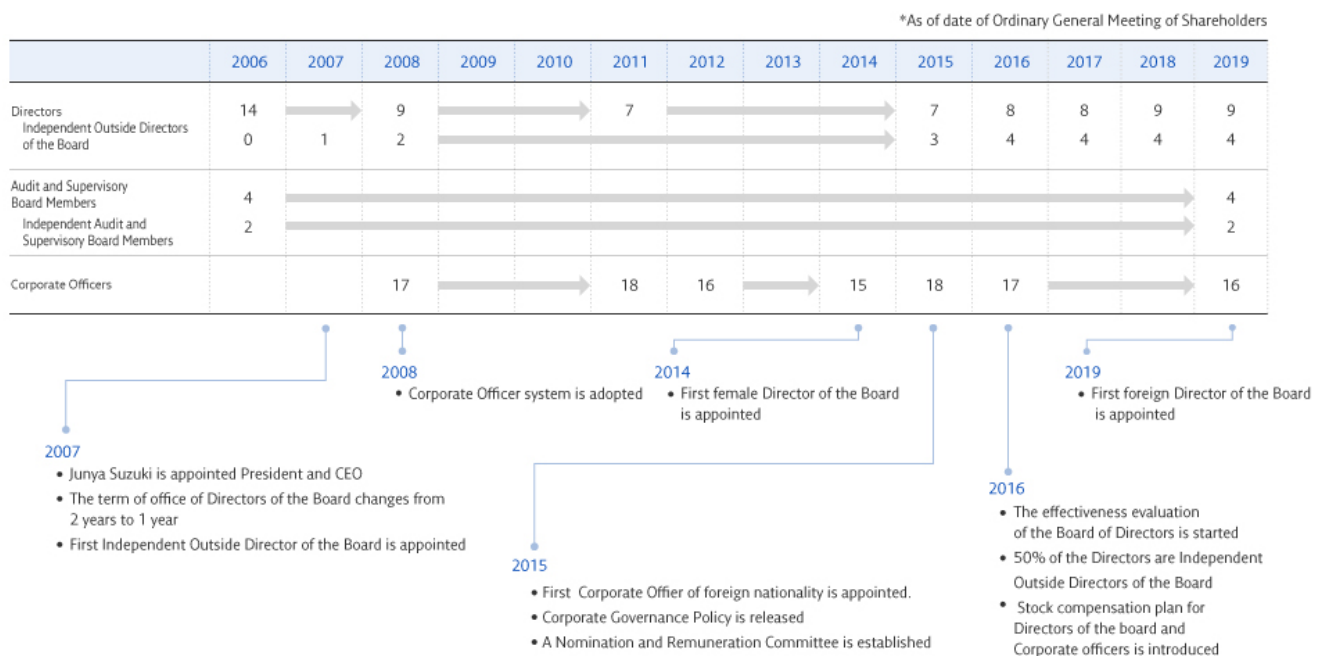 *As of date of Ordinary General Meeting of Shareholders
2006 2007 2008 2009 2010 2011 2012 2013 2014 2015 2016 2017 2018 2019
Directors 14 9 7 7 8 8 9 9
Independent Outside Directors
of the Board 0 1 2 3 4 4 4 4
Audit and Supervisory
Board Members 4 4
Independent Audit and
Supervisory Board Members 2 2
Corporate Officers 17 18 16 15 18 17 16
2007
• Junya Suzuki is appointed President and CEO
• The term of office of Directors of the Board changes from
2 years to 1 year
• First Independent Outside Director of the Board is appointed
2008
• Corporate Officer system is adopted
2014
• First female Director of the Board
is appointed
2015
• First Corporate Offier of foreign nationality is appointed.
• Corporate Governance Policy is released
• A Nomination and Remuneration Committee is established
2016
• The effectiveness evaluation
of the Board of Directors is started
• 50% of the Directors are Independent
Outside Directors of the Board
• Stock compensation plan for
Directors of the board and
Corporate officers is introduced
2019
• First foreign Director of the Board
is appointed